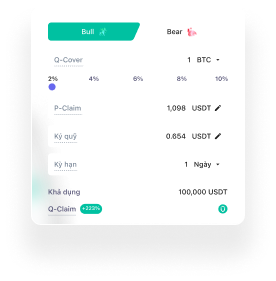 Bull Bear
Q-Cover 1 BTC
2% 4% 6% 8% 10%
P-Claim 1,098 USDT
Ký quỹ 0.654 USDT
Ký hạn 1 Ngày
Khả dụng 100,000 USDT
Q-Claim +223%